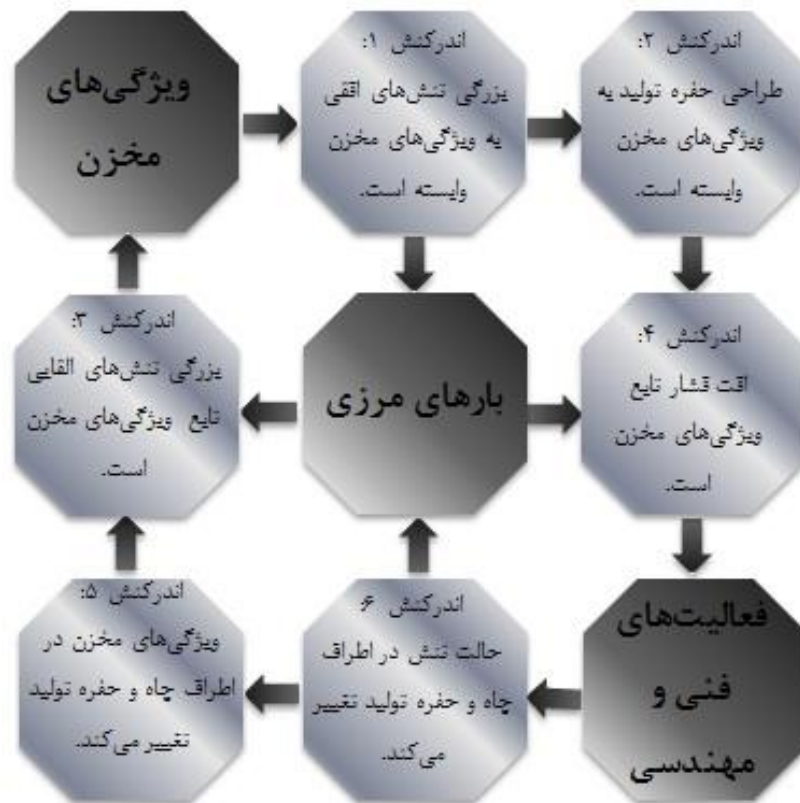 ویژگی‌های
مخزن
اندرکنش ۱:
بزرگی تنش‌های افقی
به ویژگی‌های مخزن
وابسته است.
اندرکنش ۲:
طراحی حفره تولید به
ویژگی‌های مخزن
وابسته است.
اندرکنش ۳:
بزرگی تنش‌های القایی
تابع ویژگی‌های مخزن
است.
بارهای مرزی
اندرکنش ۴:
افت فشار تابع
ویژگی‌های مخزن
است.
اندرکنش ۵:
ویژگی‌های مخزن در
اطراف چاه و حفره تولید
تغییر می‌کند.
اندرکنش ۶:
حالت تنش در اطراف
چاه و حفره تولید تغییر
می‌کند.
فعالیت‌های
فنی و
مهندسی